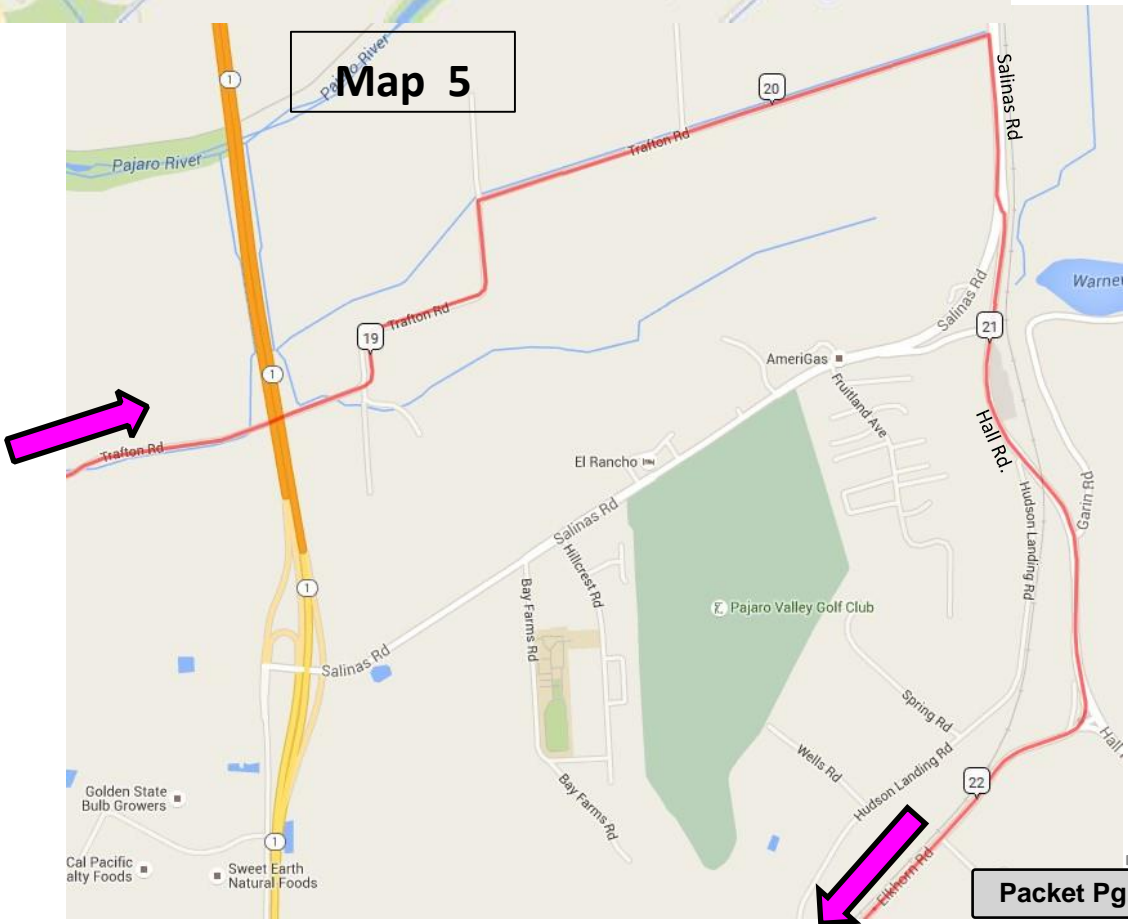 Map 5
Pajaro River
1
20
Salinas Rd
Trafton Rd
Pajaro River
Trafton Rd
19
Salinas Rd
21
AmeriGas
Fruitland Ave
1
Trafton Rd
Hall Rd.
El Rancho
Garin Rd
Hudson Landing Rd
Salinas Rd
Hillcrest Rd
Bay Farms Rd
1
Pajaro Valley Golf Club
Salinas Rd
Spring Rd
Hall
Wells Rd
Hudson Landing Rd
22
Golden State
Bulb Growers
Bay Farms Rd
1
Cal Pacific
alty Foods
Sweet Earth
Natural Foods
Elkhorn Rd
Packet Pg